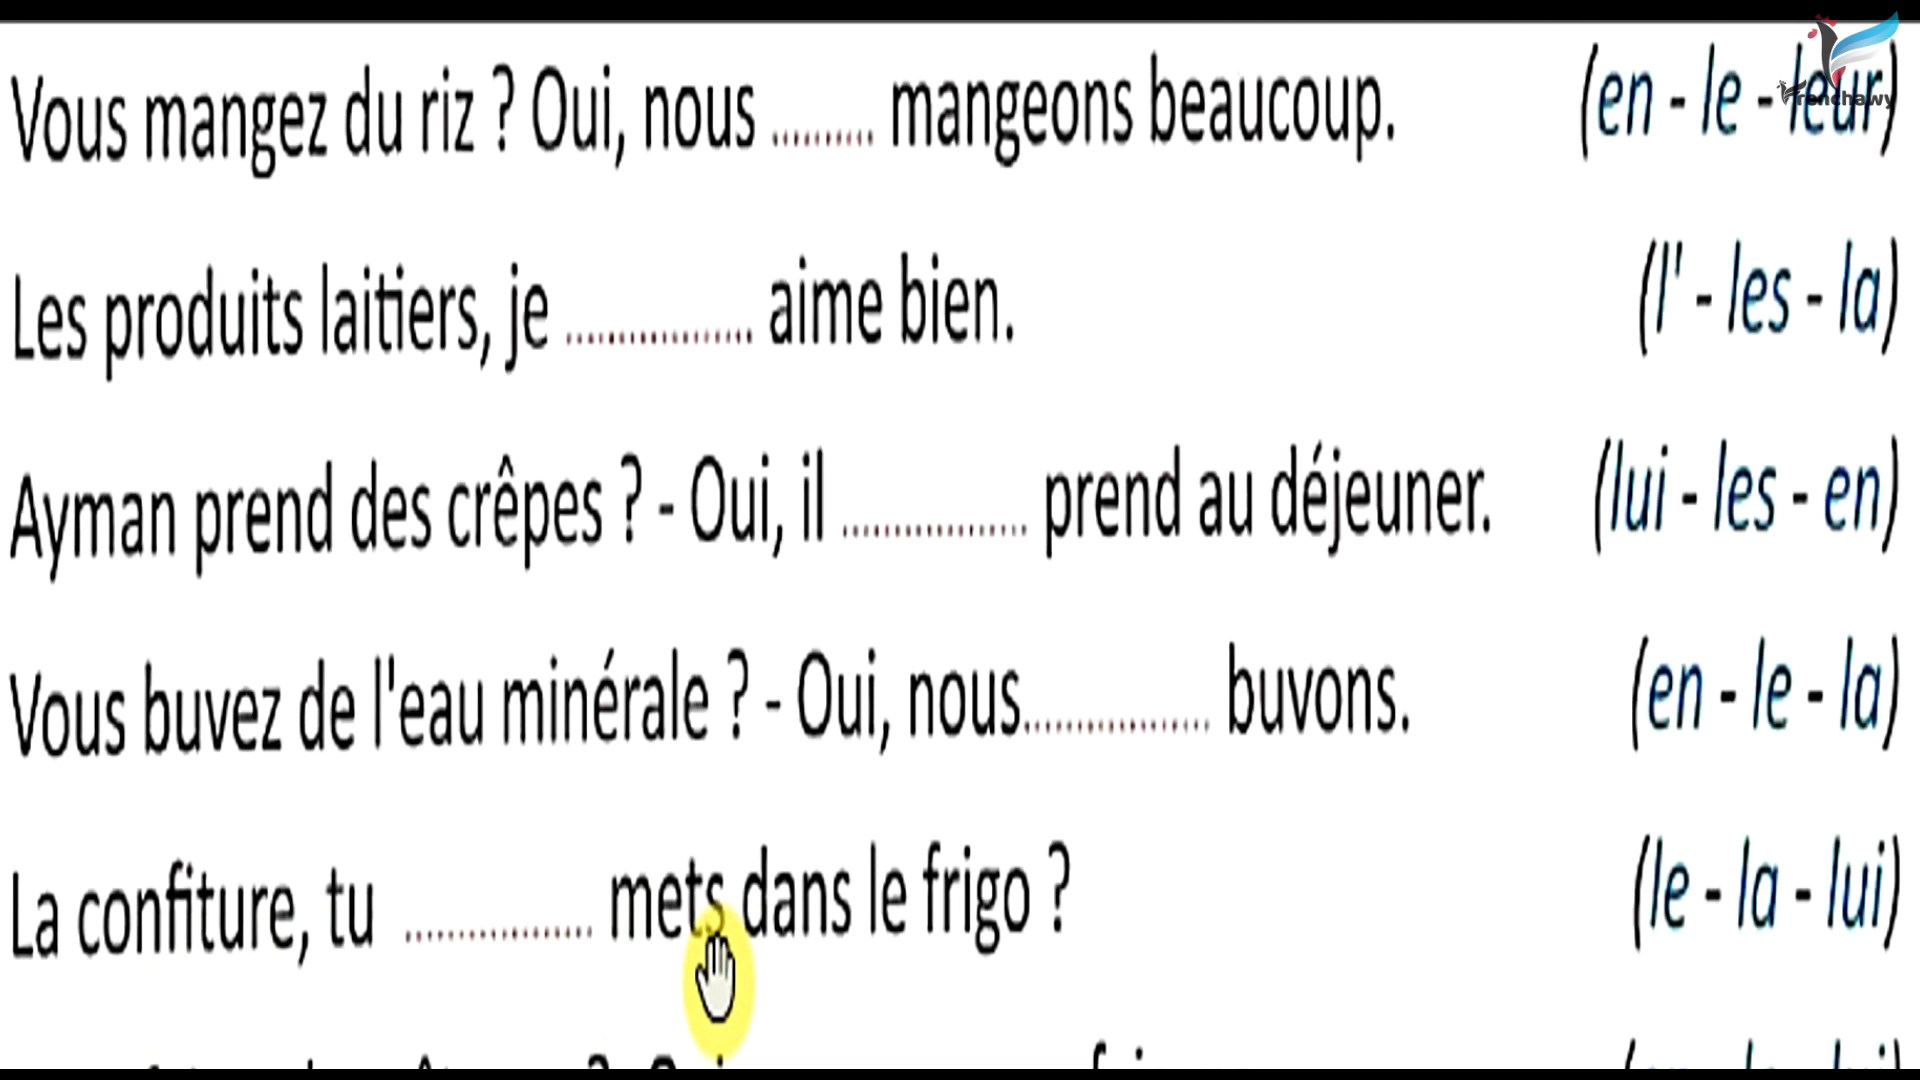 Vous mangez du riz ? Oui, nous .......... mangeons beaucoup. (en - le - leur)
Frenchawy
Les produits laitiers, je .................. aime bien. (l' - les - la)
Ayman prend des crêpes ? - Oui, il .................. prend au déjeuner. (lui - les - en)
Vous buvez de l'eau minérale ? - Oui, nous.................. buvons. (en - le - la)
La confiture, tu .................. mets dans le frigo ? (le - la - lui)